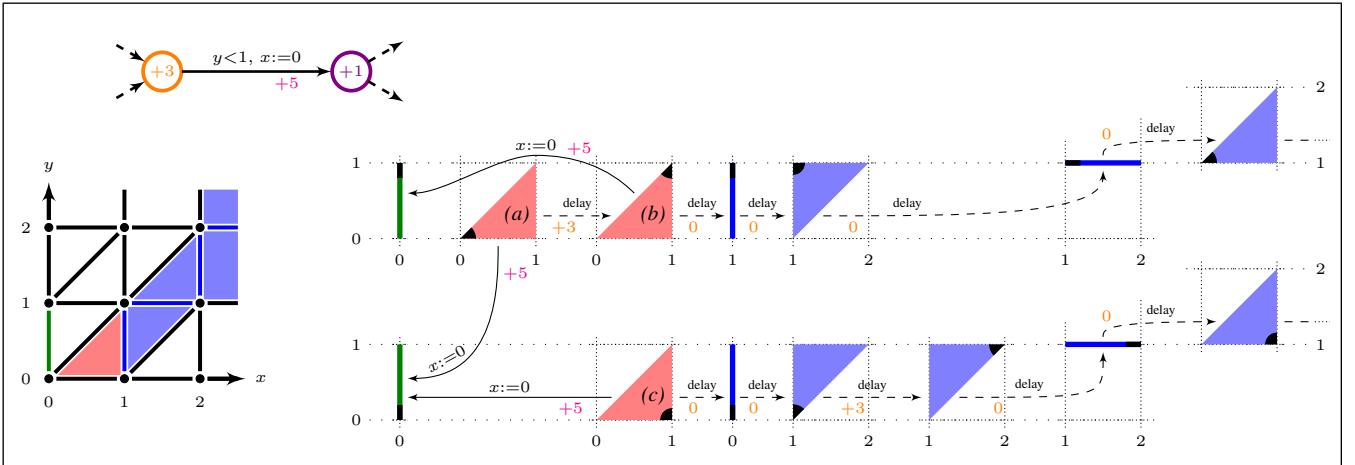 y<1, x:=0
+3 +1
+5
2
0
delay
1
y
x:=0 +5
1
2 (a) delay (b) delay delay delay
+3 0 0 0
0
0 0 1 0 1 0 1 2 1 2
+5
2
0
delay
1
1
x:=0
x:=0 delay delay delay delay
+5 (c) 0 0 +3 0
0 x
0 1 2
0
0 0 1 0 1 2 1 2 1 2